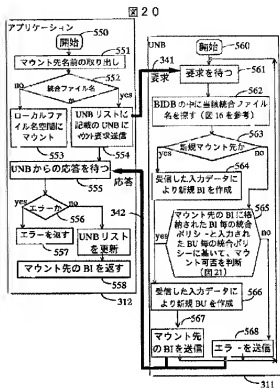 図20
アプリケーション
開始
550
551
マウント先名前の取り出し
552
no
統合ファイル名
か
yes
ローカルファイ
ル名空間に
マウント
UNBリストに
記載のUNBに
マウント要求送信
553
554
UNBからの応答を待つ
555
応答
エラーか
no
yes
556
342
エラーを返す
557
UNBリスト
を更新
マウント先のBIを返す
558
312
341
要求
UNB
開始
560
要求を待つ
561
BIDBの中に当該統合ファイル
名を探す(図16を参考)
562
563
新規マウント先か
yes
no
564
受信した入力データに
より新規BIを作成
565
マウント先のBIに格
納されたBI毎の統合
ポリシーと入力され
たBU毎の統合ポリ
シーに基いて、マウン
ト可否を判断
(図21)
yes
no
受信した入力データに
より新規BUを作成
566
567
568
マウント先
のBIを送信
エラーを送信
311